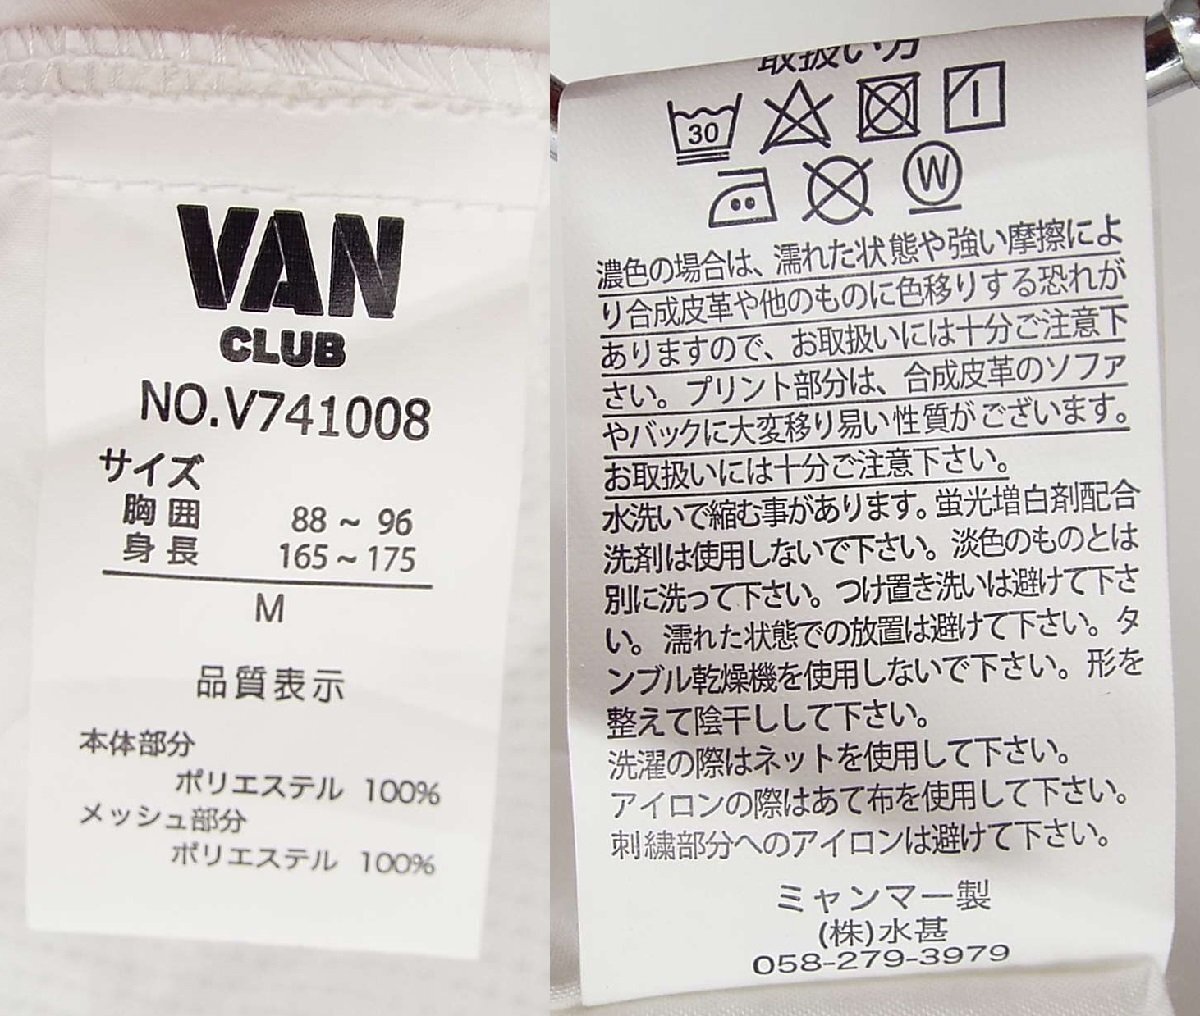 VAN
CLUB
NO.V741008
サイズ
胸囲 88 ~ 96
身長 165~175
M
品質表示
本体部分
ポリエステル 100%
メッシュ部分
ポリエステル 100%
取扱い方
30
W
濃色の場合は、濡れた状態や強い摩擦によ
り合成皮革や他のものに色移りする恐れが
ありますので、お取扱いには十分ご注意下
さい。プリント部分は、合成皮革のソファ
やバックに大変移り易い性質がございます。
お取扱いには十分ご注意下さい。
水洗いで縮む事があります。蛍光増白剤配合
洗剤は使用しないで下さい。淡色のものとは
別に洗って下さい。つけ置き洗いは避けて下さ
い。濡れた状態での放置は避けて下さい。タ
ンブル乾燥機を使用しないで下さい。形を
整えて陰干しして下さい。
洗濯の際はネットを使用して下さい。
アイロンの際はあて布を使用して下さい。
刺繍部分へのアイロンは避けて下さい。
ミャンマー製
(株)水甚
058-279-3979